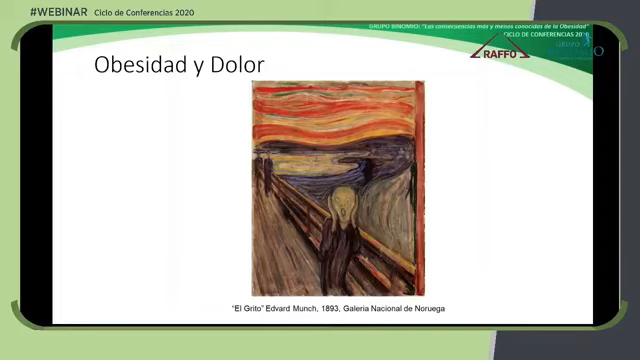 #WEBINAR Ciclo de Conferencias 2020
GRUPO BINOMIO: "Las consecuencias más y menos conocidas de la Obesidad"
CICLO DE CONFERENCIAS 2020
RAFFO
GRUPO
Obesidad y Dolor
"El Grito" Edvard Munch, 1893, Galeria Nacional de Noruega